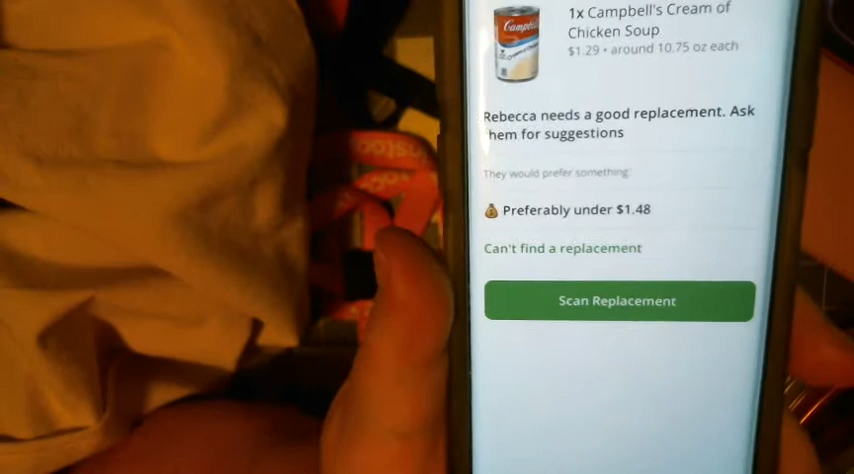 1x Campbell's Cream of
Chicken Soup
$1.29 • around 10.75 oz each
Rebecca needs a good replacement. Ask
hem for suggestions
They would prefer something
💰 Preferably under $1.48
Can't find a replacement
Scan Replacement